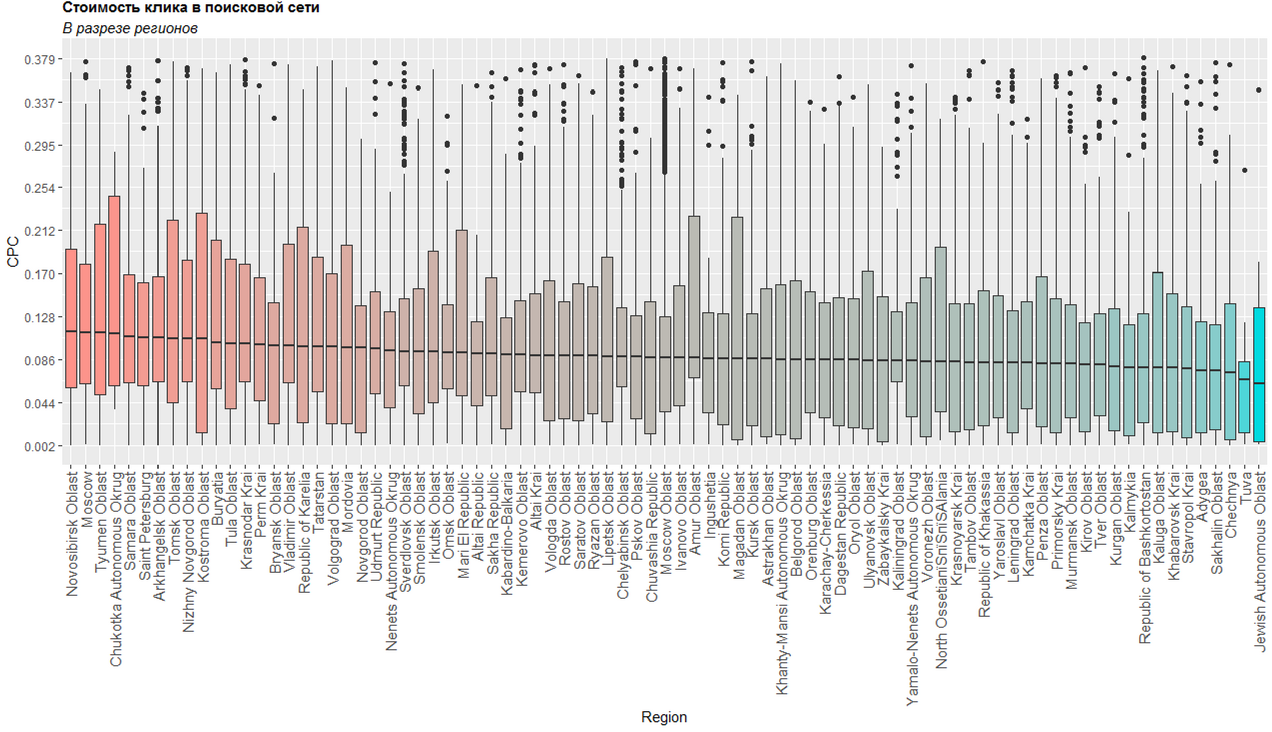 Стоимость клика в поисковой сети
В разрезе регионов
CPC
0.379
0.337
0.295
0.254
0.212
0.170
0.128
0.086
0.044
0.002
Novosibirsk Oblast
Moscow
Tyumen Oblast
Chukotka Autonomous Okrug
Samara Oblast
Saint Petersburg
Arkhangelsk Oblast
Tomsk Oblast
Nizhny Novgorod Oblast
Kostroma Oblast
Buryatia
Tula Oblast
Krasnodar Krai
Perm Krai
Bryansk Oblast
Vladimir Oblast
Republic of Karelia
Tatarstan
Volgograd Oblast
Mordovia
Novgorod Oblast
Udmurt Republic
Nenets Autonomous Okrug
Sverdlovsk Oblast
Smolensk Oblast
Irkutsk Oblast
Omsk Oblast
Mari El Republic
Altai Republic
Sakha Republic
Kabardino-Balkaria
Kemerovo Oblast
Altai Krai
Vologda Oblast
Rostov Oblast
Saratov Oblast
Ryazan Oblast
Lipetsk Oblast
Chelyabinsk Oblast
Pskov Oblast
Chuvashia Republic
Moscow Oblast
Ivanovo Oblast
Amur Oblast
Ingushetia
Komi Republic
Magadan Oblast
Kursk Oblast
Astrakhan Oblast
Khanty-Mansi Autonomous Okrug
Belgorod Oblast
Orenburg Oblast
Karachay-Cherkessia
Dagestan Republic
Oryol Oblast
Ulyanovsk Oblast
Zabaykalsky Krai
Kaliningrad Oblast
Yamalo-Nenets Autonomous Okrug
Voronezh Oblast
North OssetiaпSniSniSAlania
Krasnoyarsk Krai
Tambov Oblast
Republic of Khakassia
Yaroslavl Oblast
Leningrad Oblast
Kamchatka Krai
Penza Oblast
Primorsky Krai
Murmansk Oblast
Kirov Oblast
Tver Oblast
Kurgan Oblast
Kalmykia
Republic of Bashkortostan
Kaluga Oblast
Khabarovsk Krai
Stavropol Krai
Adygea
Sakhalin Oblast
Chechnya
Tuva
Jewish Autonomous Oblast
Region